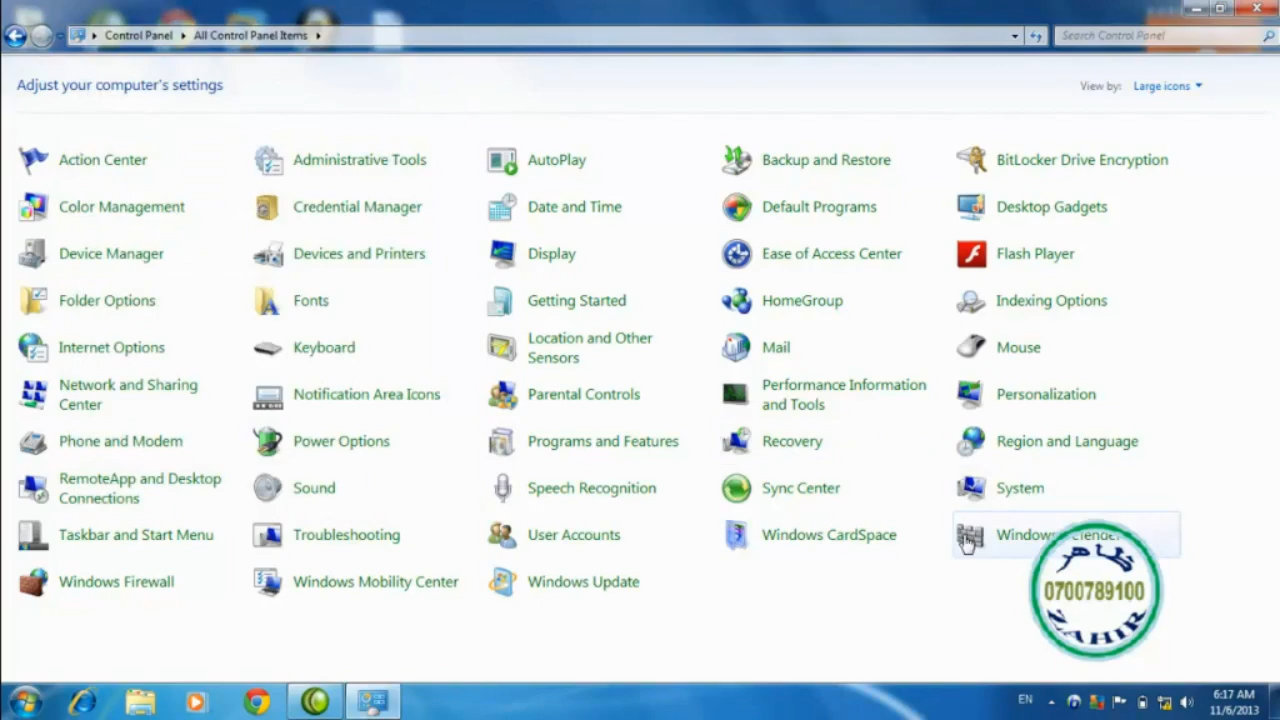 Control Panel
All Control Panel Items
Search Control Panel
Adjust your computer's settings
View by: Large icons
Action Center
Administrative Tools
AutoPlay
Backup and Restore
BitLocker Drive Encryption
Color Management
Credential Manager
Date and Time
Default Programs
Desktop Gadgets
Device Manager
Devices and Printers
Display
Ease of Access Center
Flash Player
Folder Options
Fonts
Getting Started
HomeGroup
Indexing Options
Internet Options
Keyboard
Location and Other
Sensors
Mail
Mouse
Network and Sharing
Center
Notification Area Icons
Parental Controls
Performance Information
and Tools
Personalization
Phone and Modem
Power Options
Programs and Features
Recovery
Region and Language
RemoteApp and Desktop
Connections
Sound
Speech Recognition
Sync Center
System
Taskbar and Start Menu
Troubleshooting
User Accounts
Windows CardSpace
Windows Firewall
Windows Mobility Center
Windows Update
0700789100
ZAHIR
EN
6:17 AM
11/6/2013